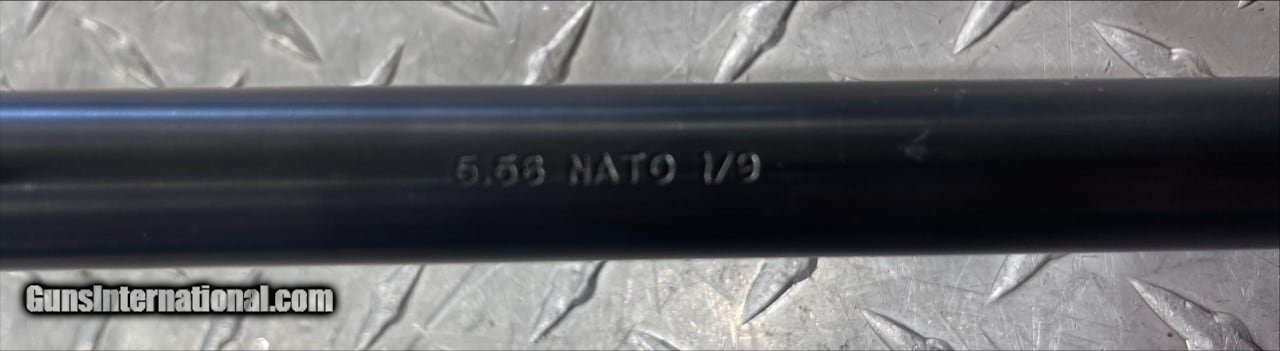 5.56 NATO 1/9
GunsInternational.com